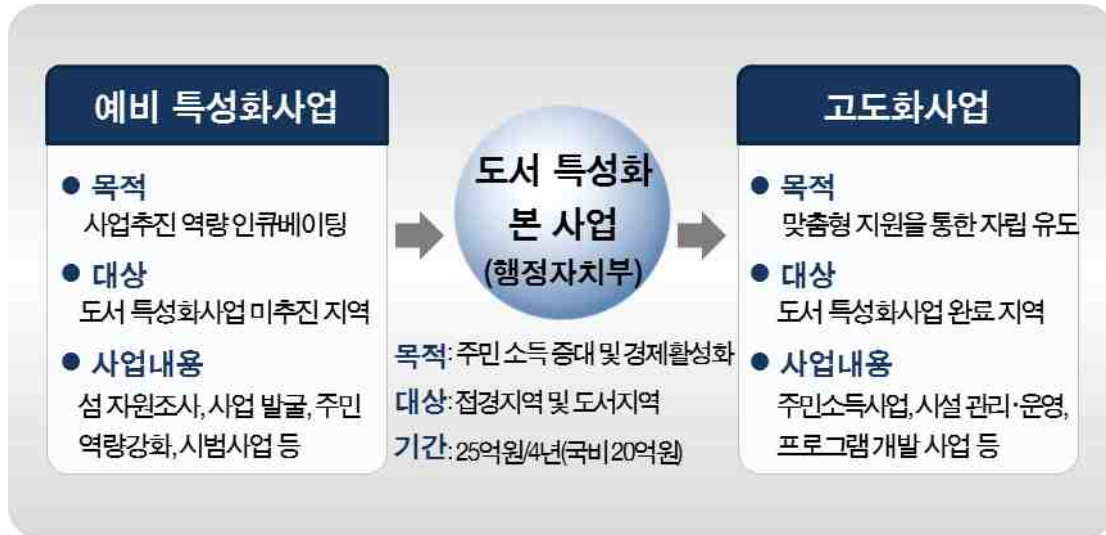 예비 특성화사업
● 목적
사업추진 역량 인큐베이팅
● 대상
도서 특성화사업 미추진 지역
● 사업내용
섬 자원조사, 사업 발굴, 주민
역량강화, 시범사업 등
도서 특성화
본 사업
(행정자치부)
목적: 주민 소득 증대 및 경제활성화
대상: 접경지역 및 도서지역
기간: 25억원/4년(국비 20억원)
고도화사업
● 목적
맞춤형 지원을 통한 자립 유도
● 대상
도서 특성화사업 완료 지역
● 사업내용
주민소득사업, 시설 관리·운영,
프로그램 개발 사업 등